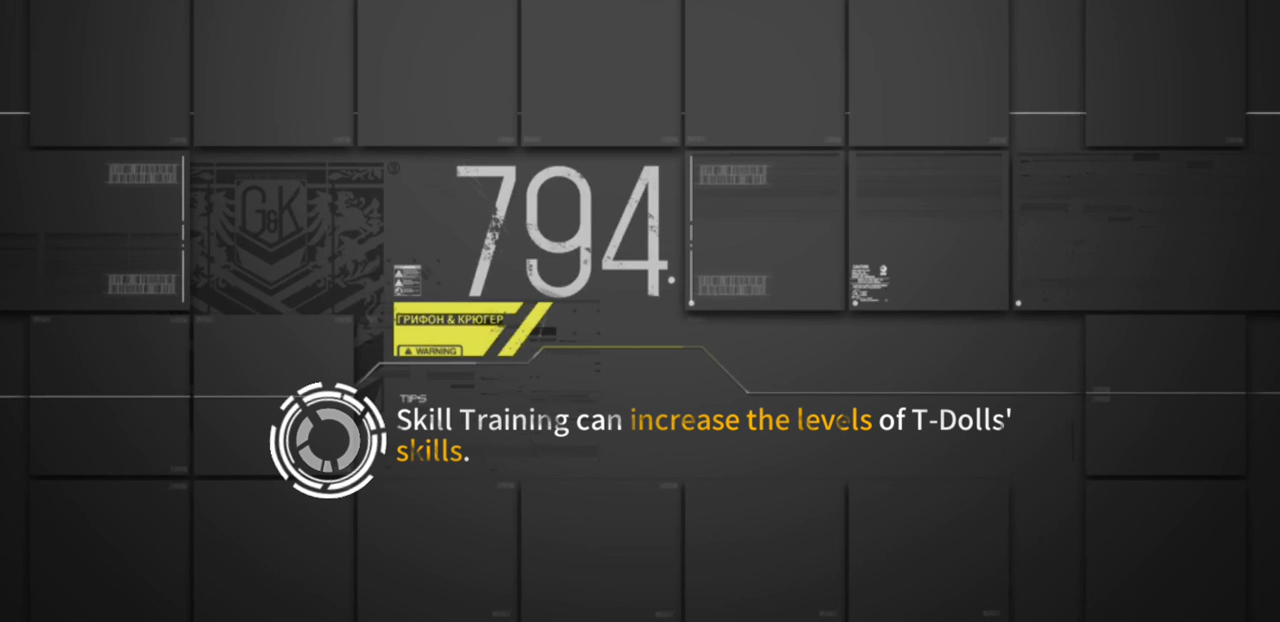 G&K
794.
ГРИФОН & КРЮГЕР
WARNING
TIPS
Skill Training can increase the levels of T-Dolls'
skills.